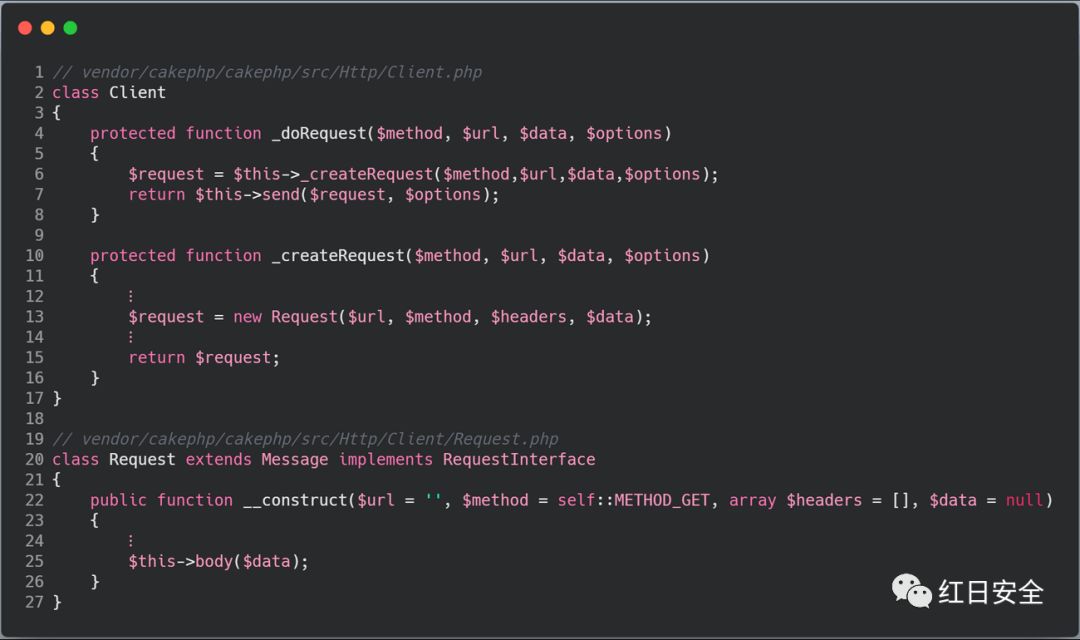 1 // vendor/cakephp/cakephp/src/Http/Client.php
2 class Client
3 {
4     protected function _doRequest($method, $url, $data, $options)
5     {
6         $request = $this->_createRequest($method,$url,$data,$options);
7         return $this->send($request, $options);
8     }
9
10     protected function _createRequest($method, $url, $data, $options)
11     {
12         ⋮
13         $request = new Request($url, $method, $headers, $data);
14         ⋮
15         return $request;
16     }
17 }
18
19 // vendor/cakephp/cakephp/src/Http/Client/Request.php
20 class Request extends Message implements RequestInterface
21 {
22     public function __construct($url = '', $method = self::METHOD_GET, array $headers = [], $data = null)
23     {
24         ⋮
25         $this->body($data);
26     }
27 }
红日安全